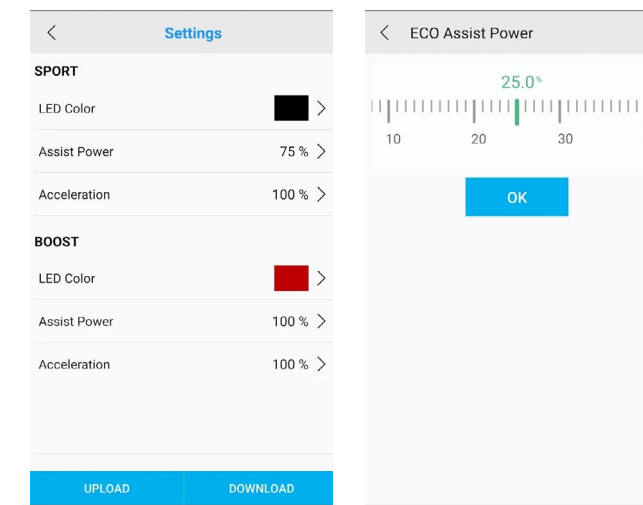 Settings
SPORT
LED Color
Assist Power 75 %
Acceleration 100 %
BOOST
LED Color
Assist Power 100 %
Acceleration 100 %
UPLOAD DOWNLOAD
ECO Assist Power
25.0%
10 20 30
OK